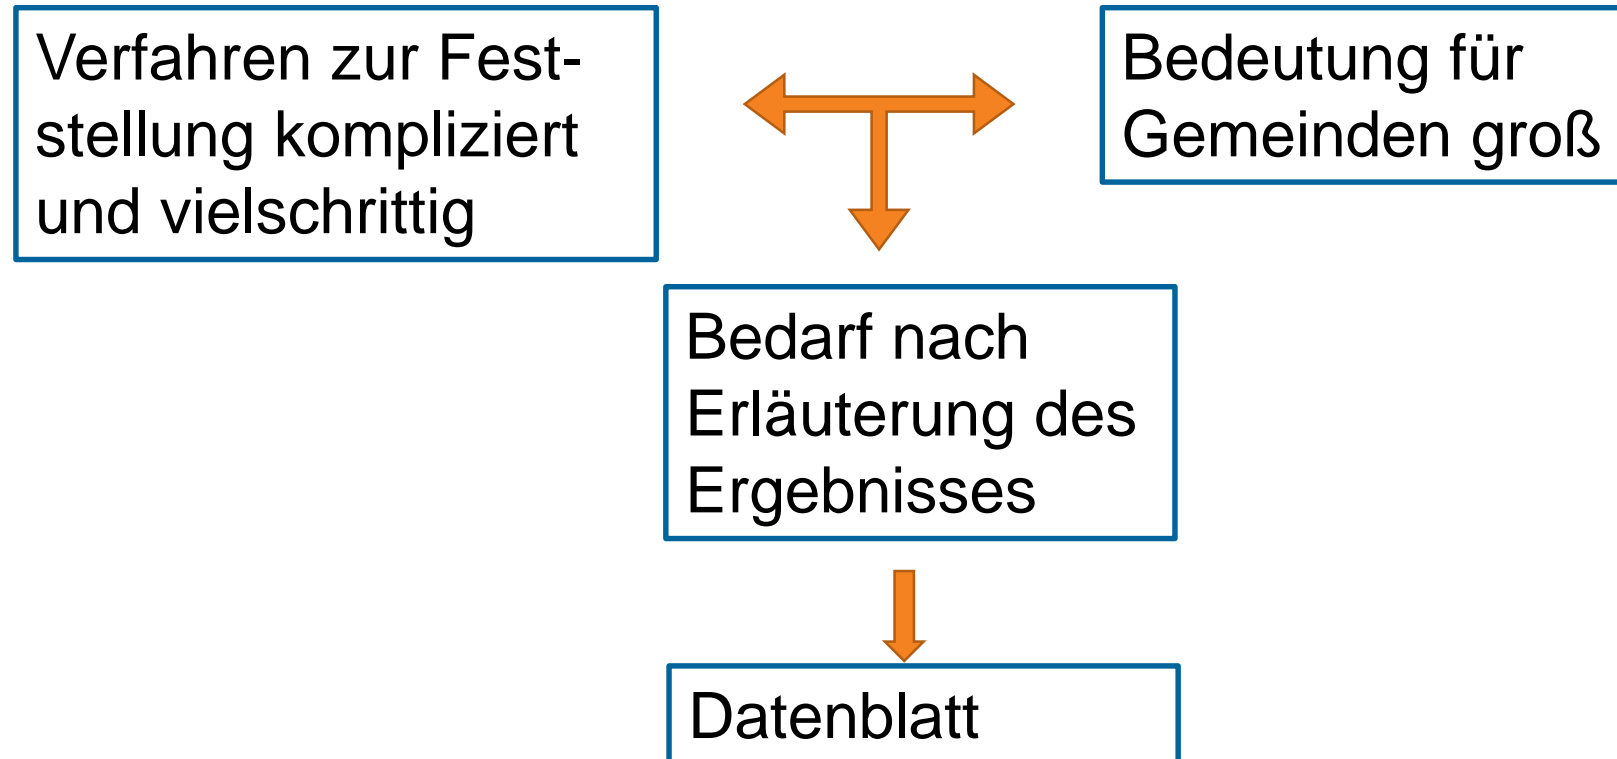 Verfahren zur Fest-
stellung kompliziert
und vielschrittig
Bedeutung für
Gemeinden groß
Bedarf nach
Erläuterung des
Ergebnisses
Datenblatt